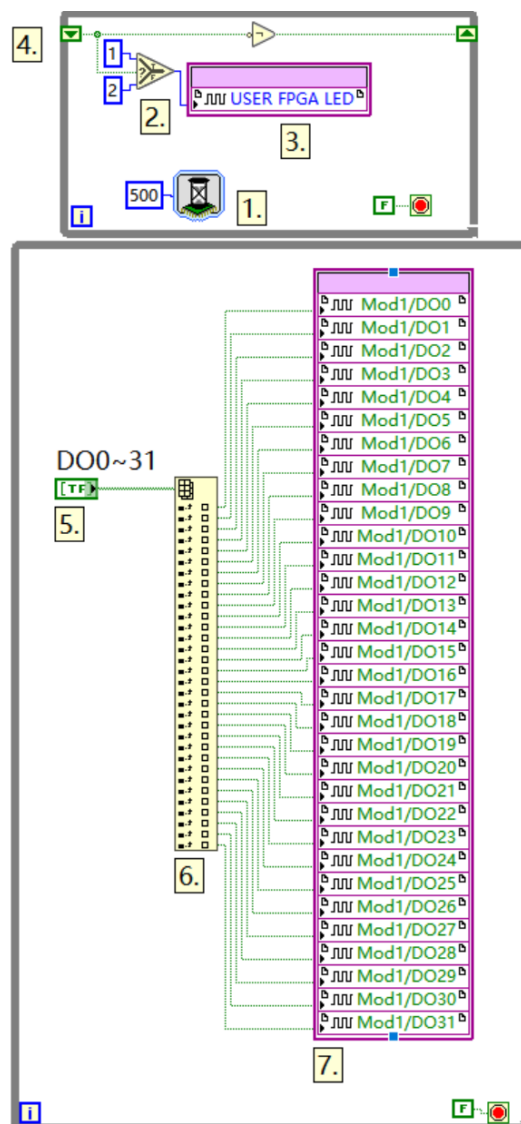 4.
1
2
2.
USER FPGA LED
3.
500
1.
F
i
DO0~31
TF
5.
6.
Mod1/DO0
Mod1/DO1
Mod1/DO2
Mod1/DO3
Mod1/DO4
Mod1/DO5
Mod1/DO6
Mod1/DO7
Mod1/DO8
Mod1/DO9
Mod1/DO10
Mod1/DO11
Mod1/DO12
Mod1/DO13
Mod1/DO14
Mod1/DO15
Mod1/DO16
Mod1/DO17
Mod1/DO18
Mod1/DO19
Mod1/DO20
Mod1/DO21
Mod1/DO22
Mod1/DO23
Mod1/DO24
Mod1/DO25
Mod1/DO26
Mod1/DO27
Mod1/DO28
Mod1/DO29
Mod1/DO30
Mod1/DO31
7.
i
F